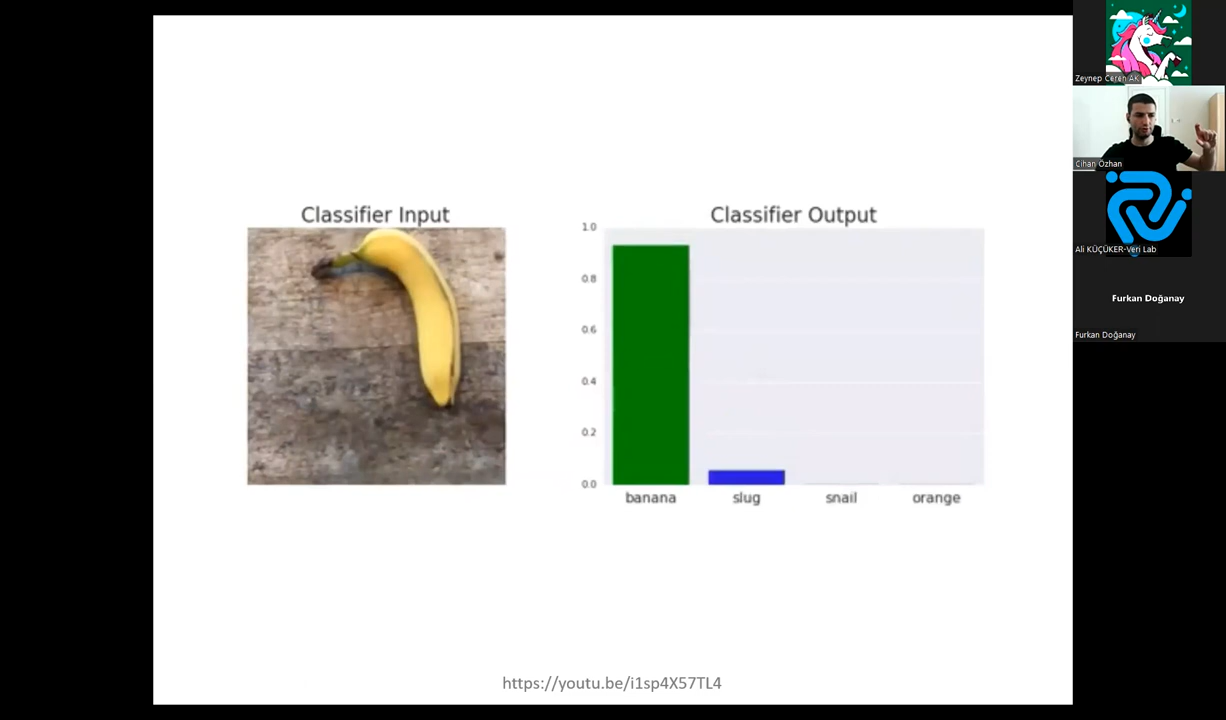 Classifier Input
Classifier Output
1.0
0.8
0.6
0.4
0.2
0.0
banana slug snail orange
https://youtu.be/i1sp4X57TL4
Zeynep Ceren AK
Cihan Özhan
Ali KÜÇÜKER-Veri Lab
Furkan Doğanay
Furkan Doğanay